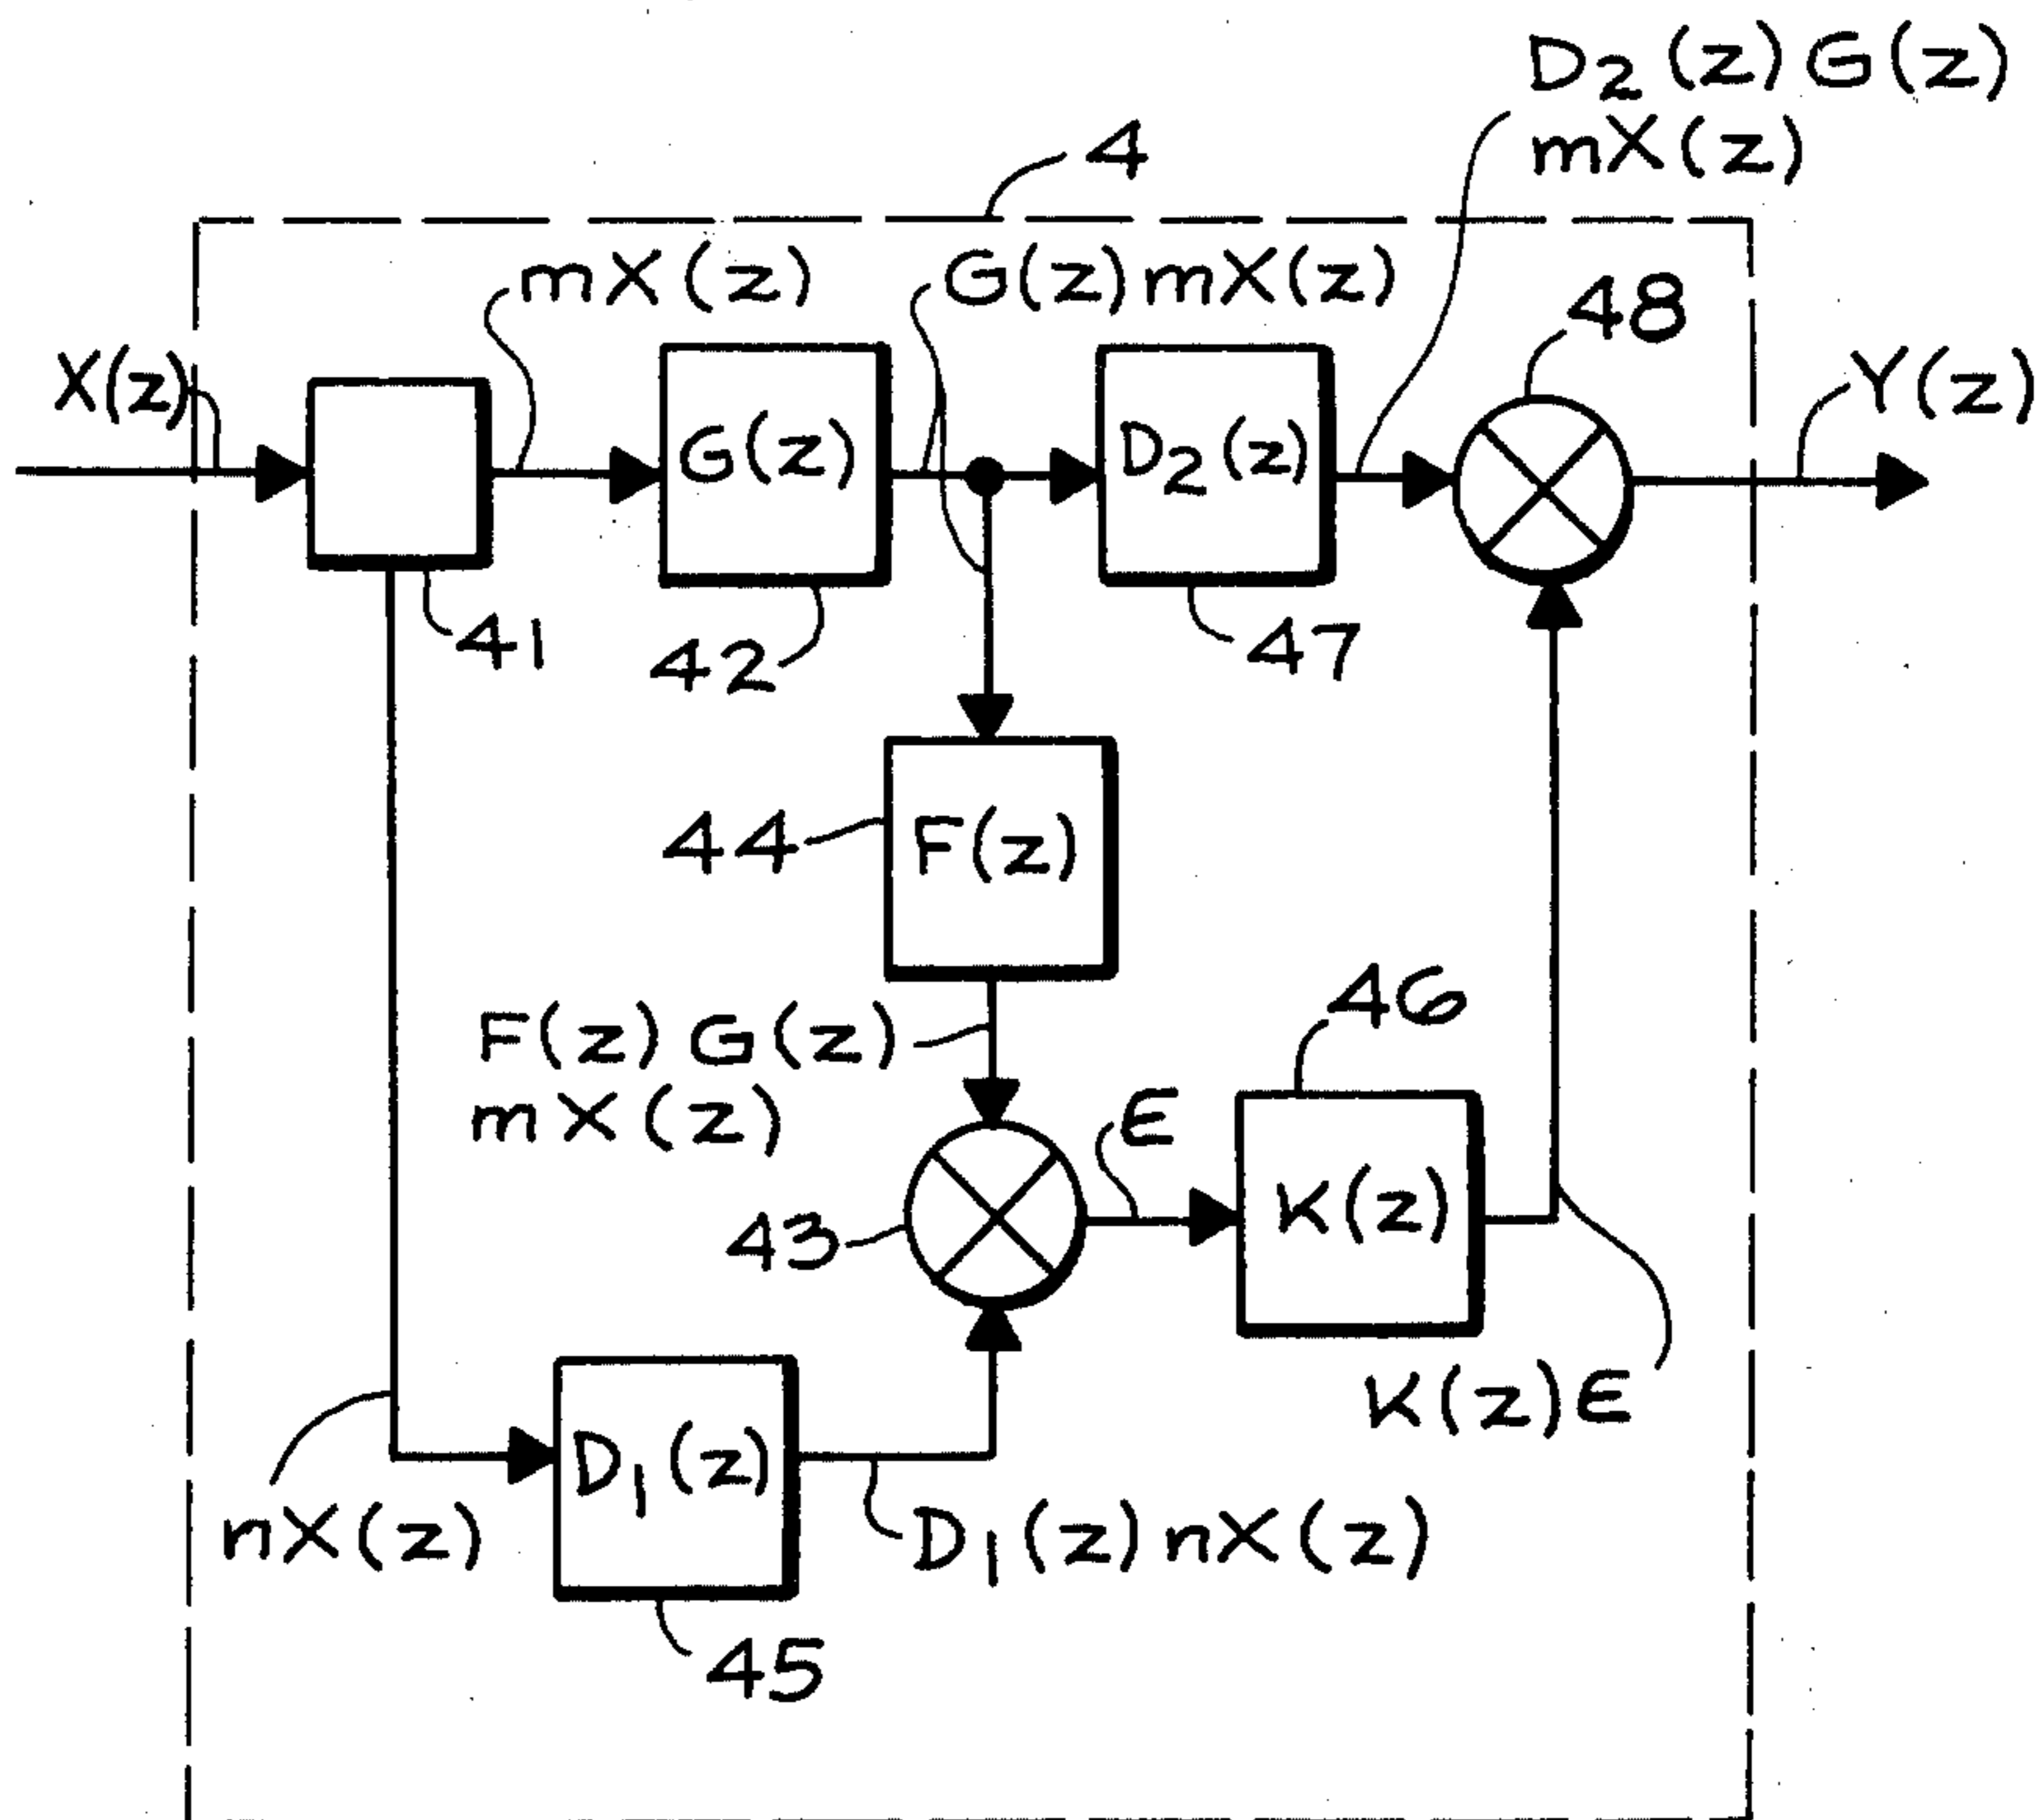 D₂(z)G(z)
mX(z)
4
mX(z)
G(z)mX(z)
48
X(z)
Y(z)
G(z)
D₂(z)
41
42
47
44
F(z)
F(z)G(z)
mX(z)
46
ϵ
43
K(z)
K(z)ϵ
D₁(z)
nX(z)
D₁(z)nX(z)
45